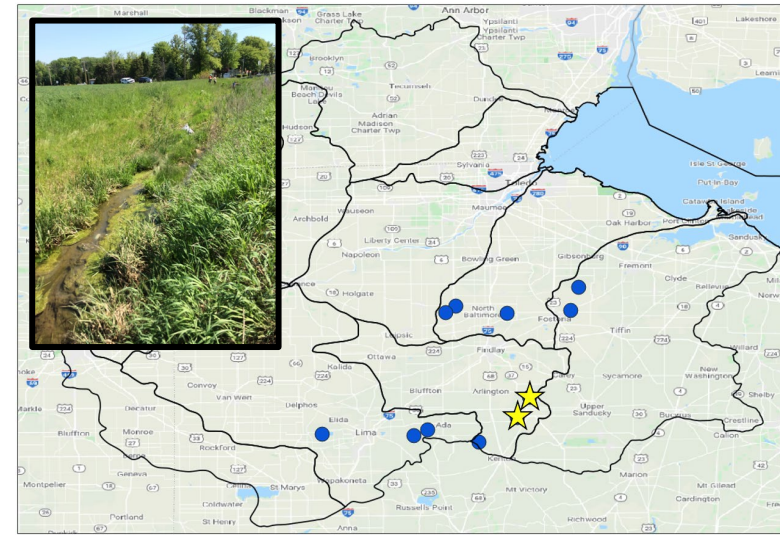 Marshall
Blackman
Grass Lake
Charter Twp
Ann Arbor
Ypsilanti
Ypsilanti
Charter Twp
Lakeshore
Brooklyn
Manitou
Beach Devils
Lake
Tecumseh
Dundee
Adrian
Madison
Charter Twp
Hudson
Sylvania
Toledo
Isle St George
Put-in-Bay
Maumee
Archbold
Wauseon
Oak Harbor
Sandusky
Liberty Center
Napoleon
Bowling Green
Gibsonburg
Fremont
Clyde
Bellevue
Holgate
North
Baltimore
Fostoria
Tiffin
Willard
Leipsic
Ottawa
Findlay
Kalida
Carey
Sycamore
New
Washington
Convoy
Van Wert
Bluffton
Arlington
Shelby
Markle
Decatur
Delphos
Upper
Sandusky
Bucyrus
Crestline
Elida
Lima
Ada
Galion
Bluffton
Monroe
Rockford
Berne
Kenton
Marion
Geneva
Wapakoneta
Montpelier
St Marys
Mt Victory
Mt Gilead
Cardington
Coldwater
Russells Point
Portland
St Henry
Anna
Richwood